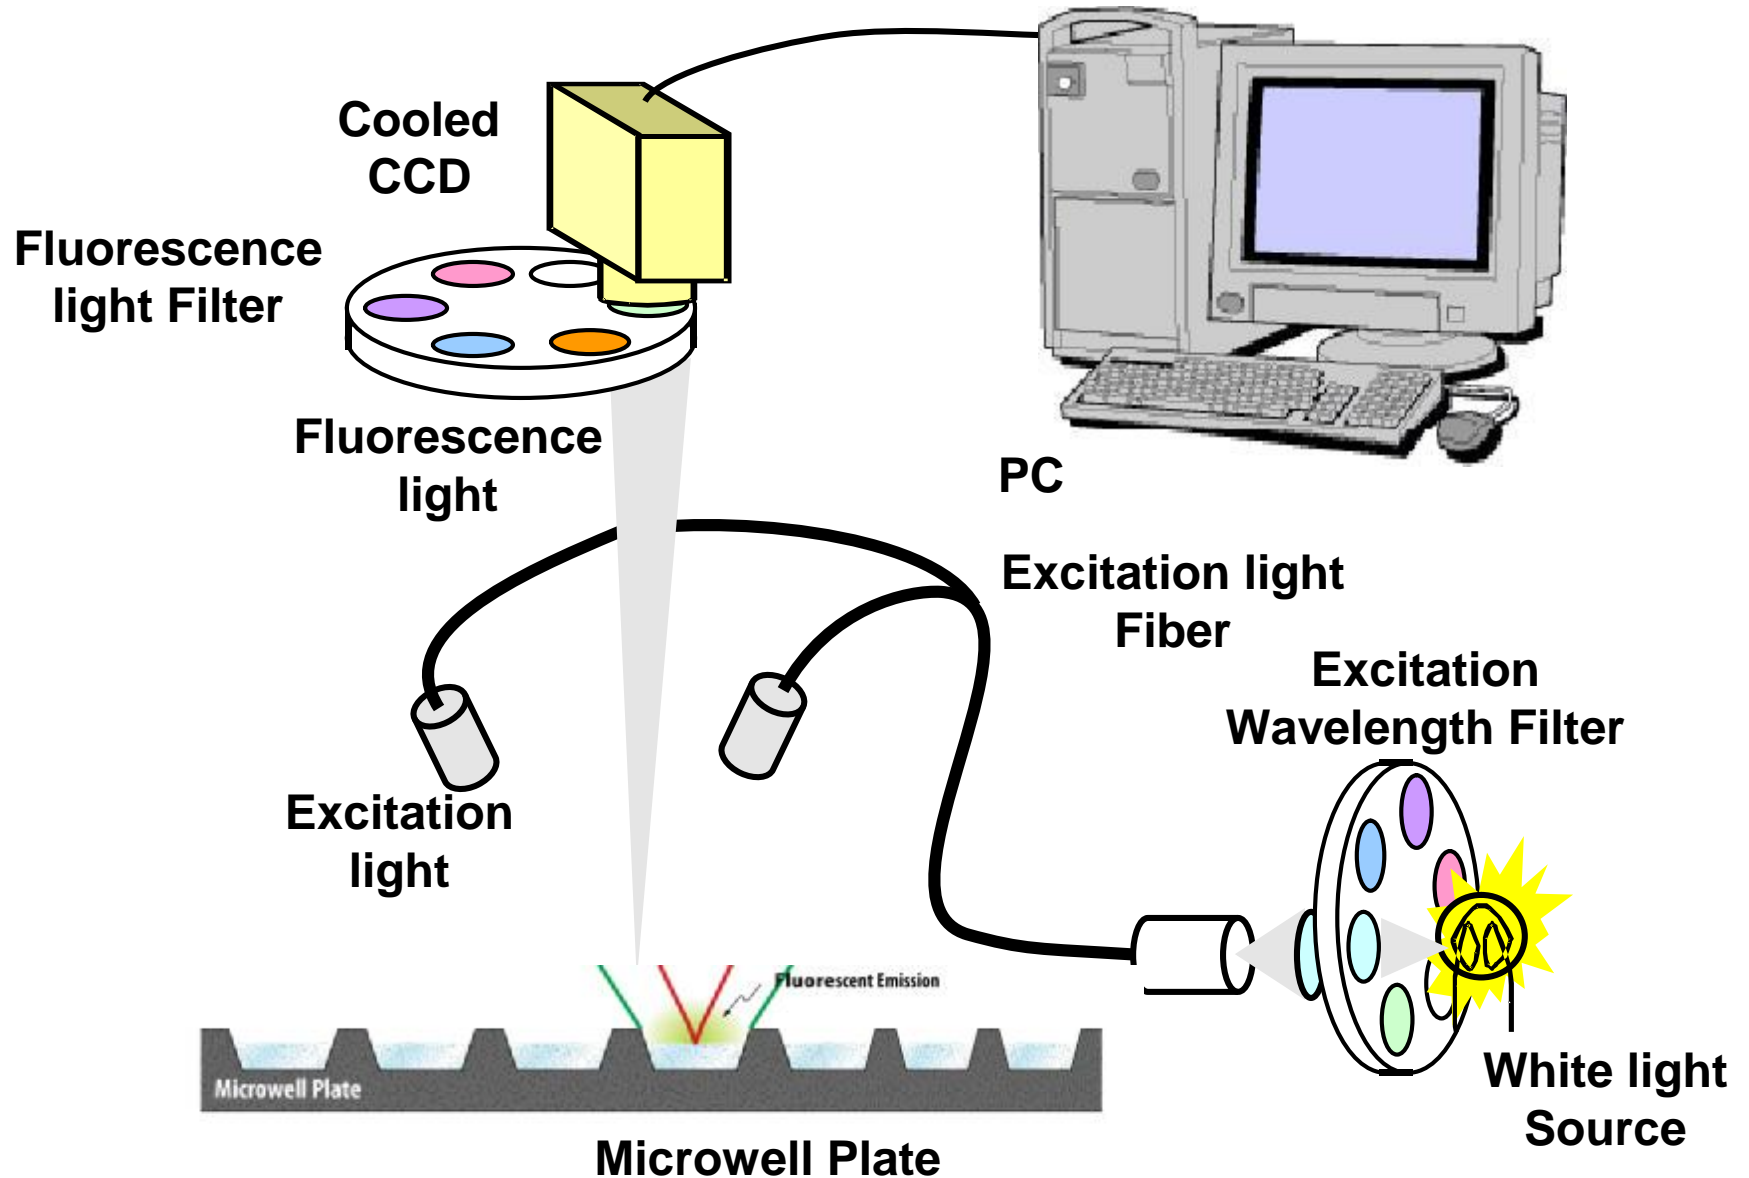 Cooled
CCD
Fluorescence
light Filter
Fluorescence
light
PC
Excitation light
Fiber
Excitation
Wavelength Filter
Excitation
light
Fluorescent Emission
Microwell Plate
White light
Source
Microwell Plate